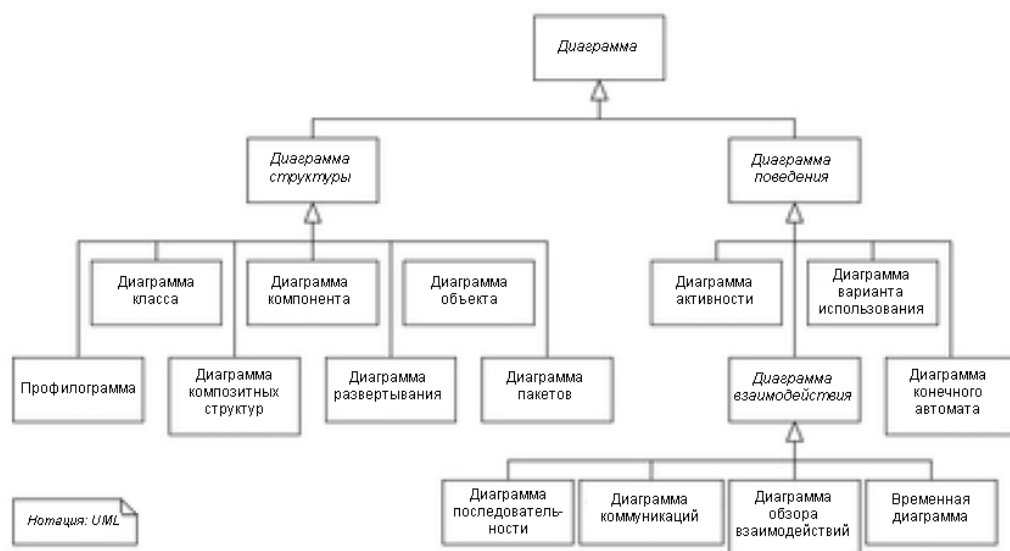 Диаграмма
Диаграмма
структуры
Диаграмма
поведения
Диаграмма
класса
Диаграмма
компонента
Диаграмма
объекта
Диаграмма
активности
Диаграмма
варианта
использования
Профилограмма
Диаграмма
композитных
структур
Диаграмма
развертывания
Диаграмма
пакетов
Диаграмма
взаимодействия
Диаграмма
конечного
автомата
Диаграмма
последователь-
ности
Диаграмма
коммуникаций
Диаграмма
обзора
взаимодействий
Временная
диаграмма
Нотация: UML